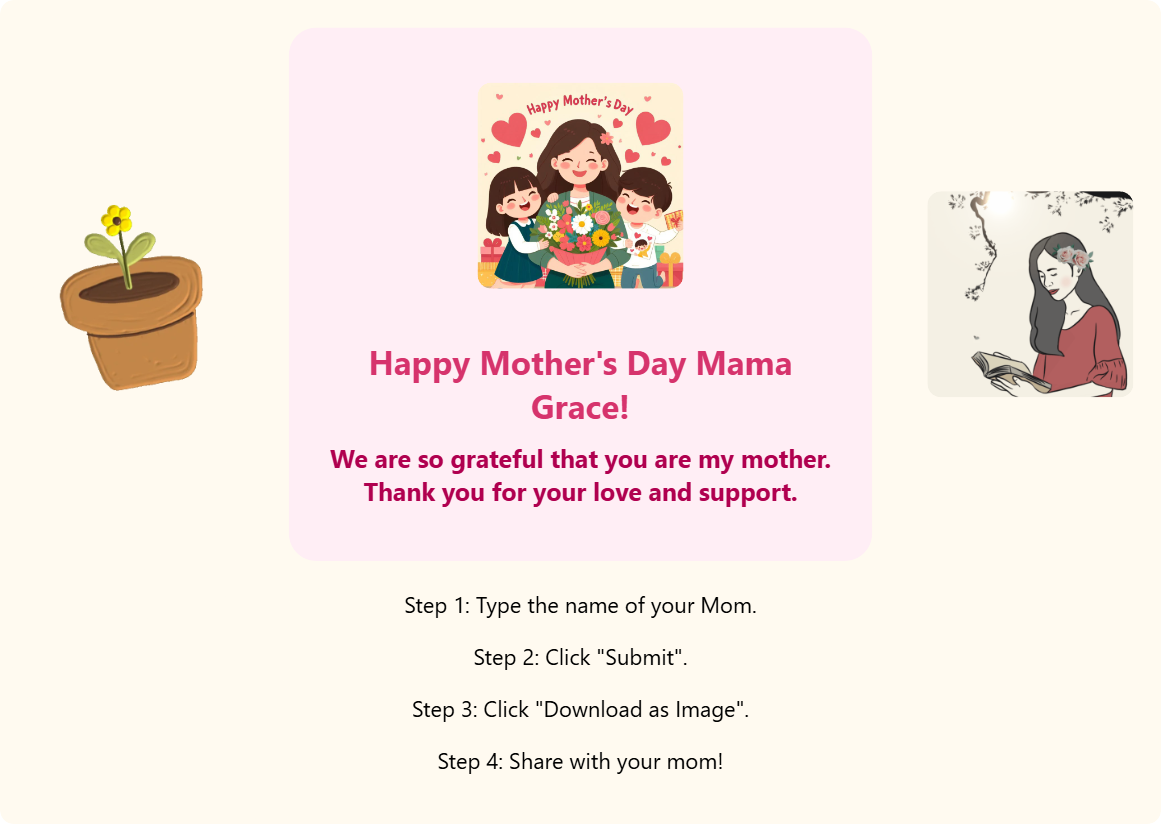 Happy Mother's Day
Happy Mother's Day Mama
Grace!
We are so grateful that you are my mother.
Thank you for your love and support.
Step 1: Type the name of your Mom.
Step 2: Click "Submit".
Step 3: Click "Download as Image".
Step 4: Share with your mom!